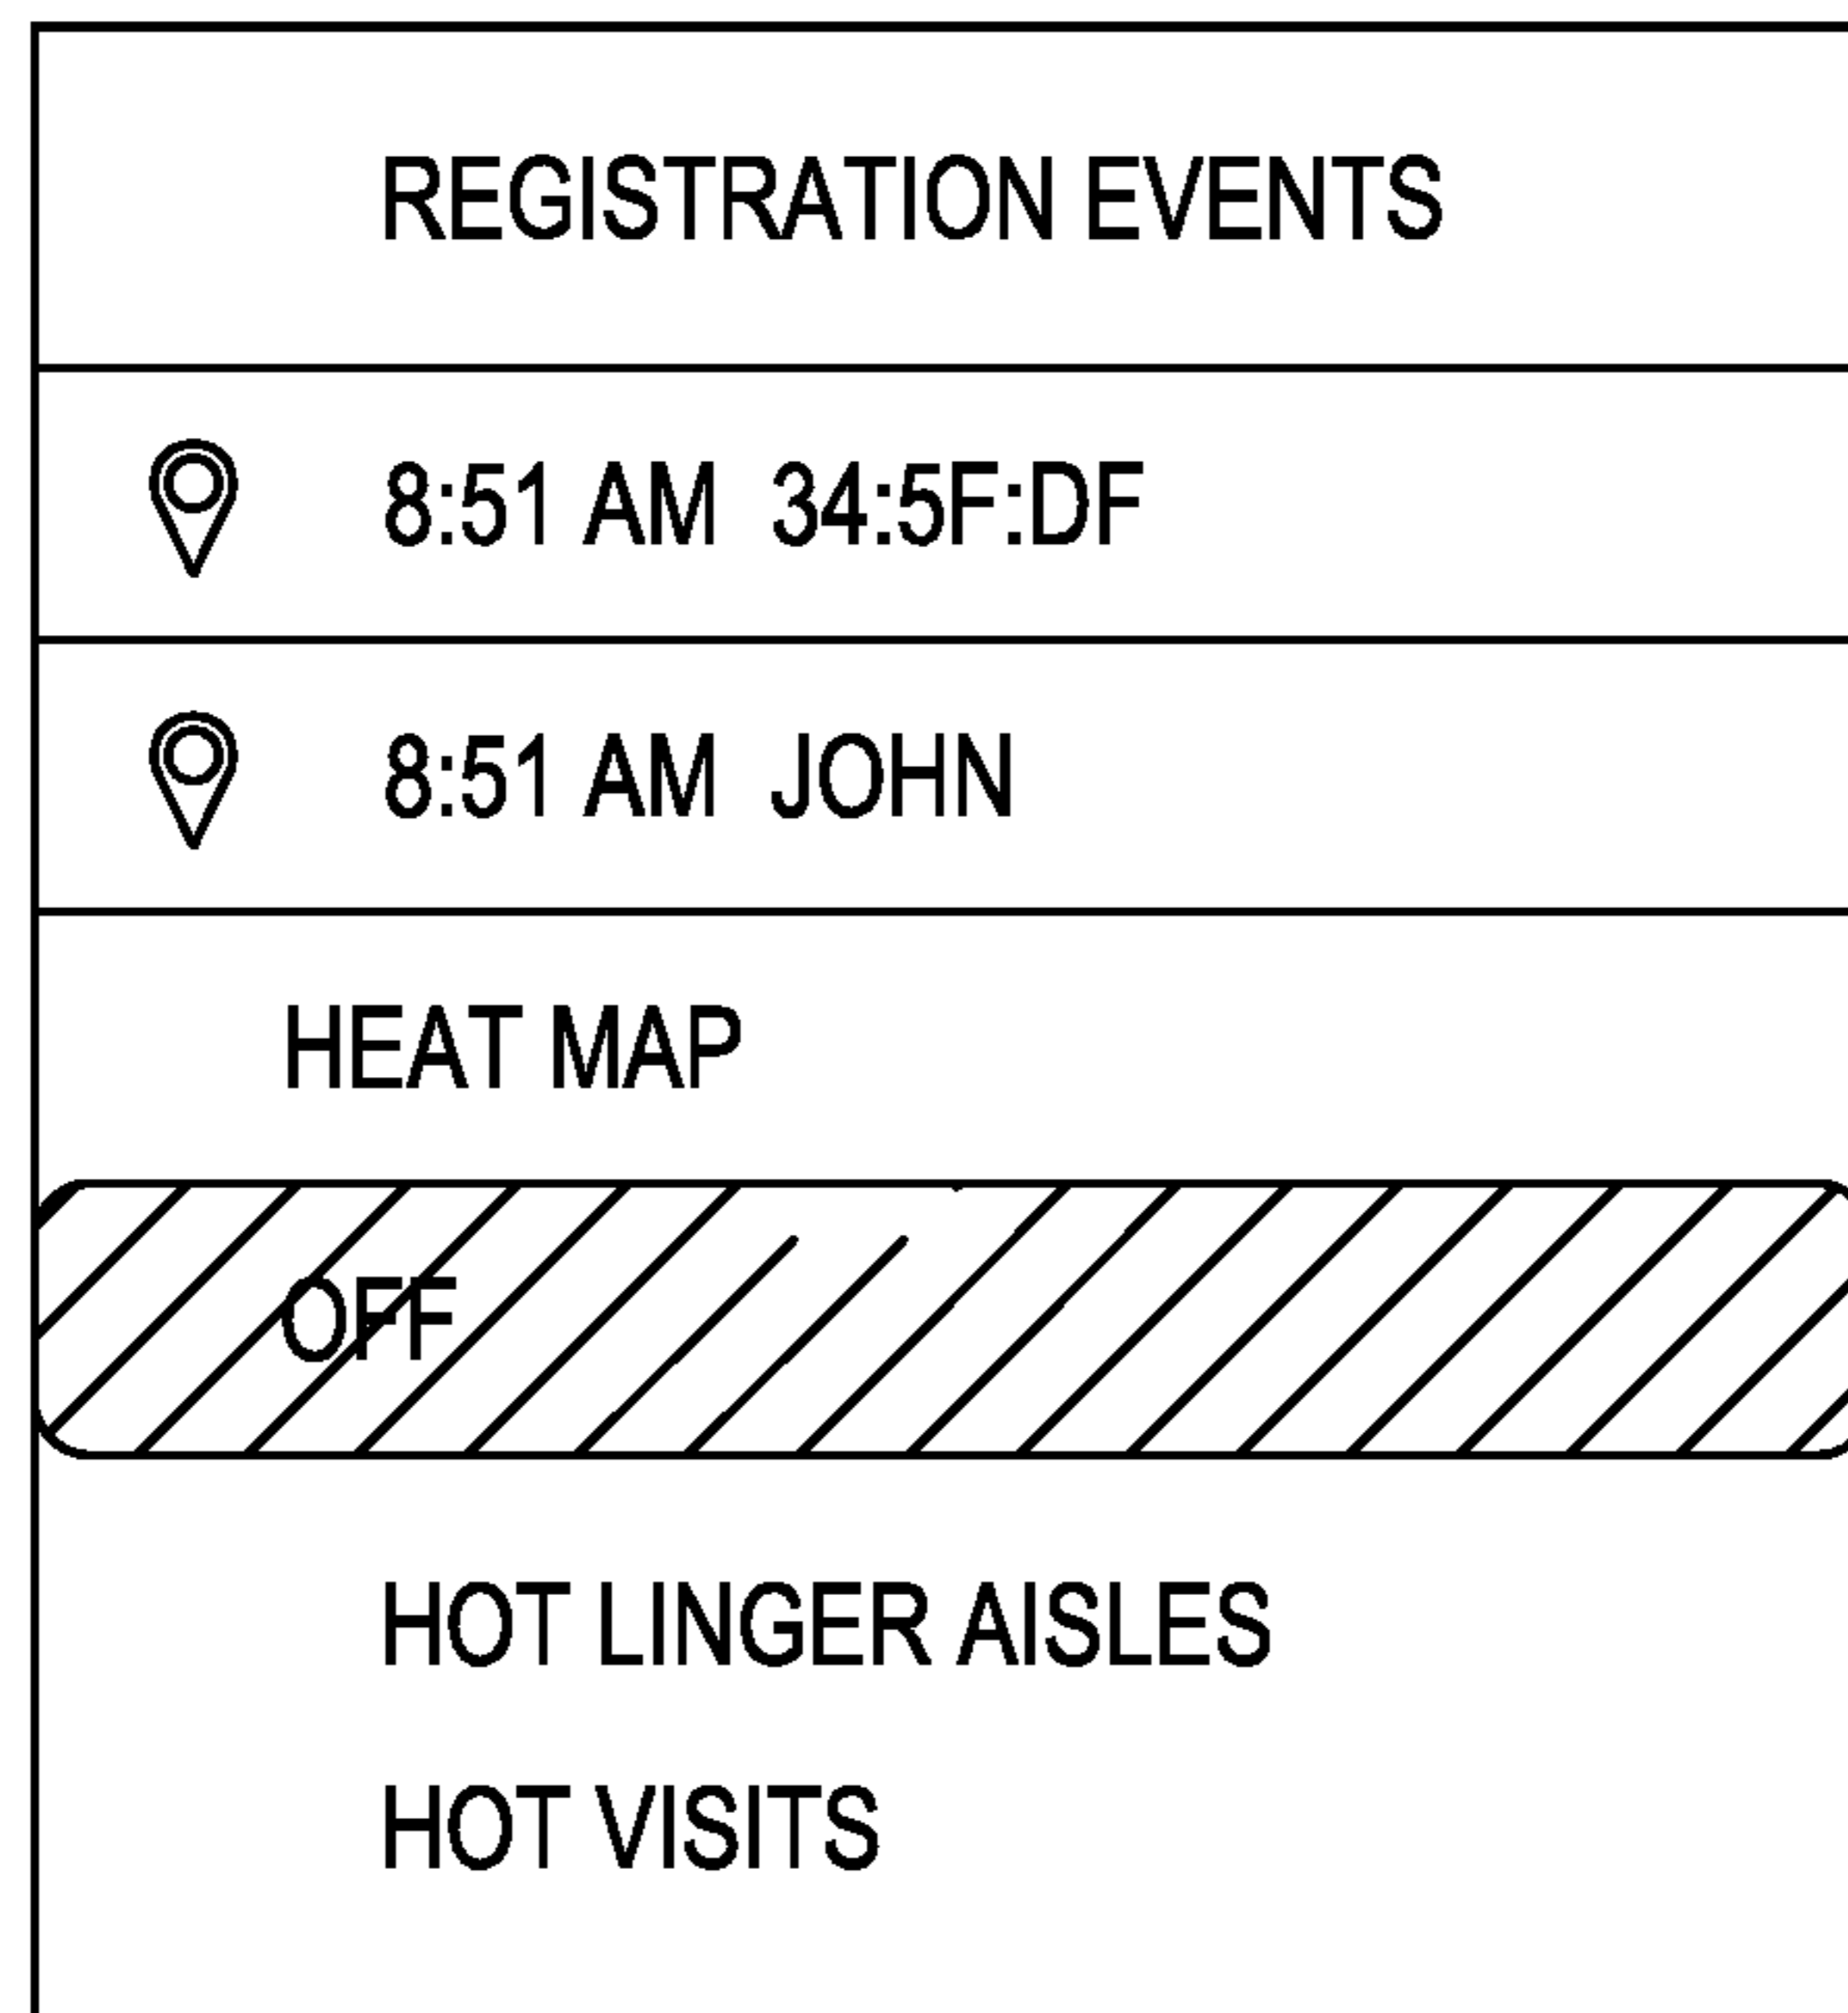 REGISTRATION EVENTS
8:51 AM 34:5F:DF
8:51 AM JOHN
HEAT MAP
OFF
HOT LINGER AISLES
HOT VISITS